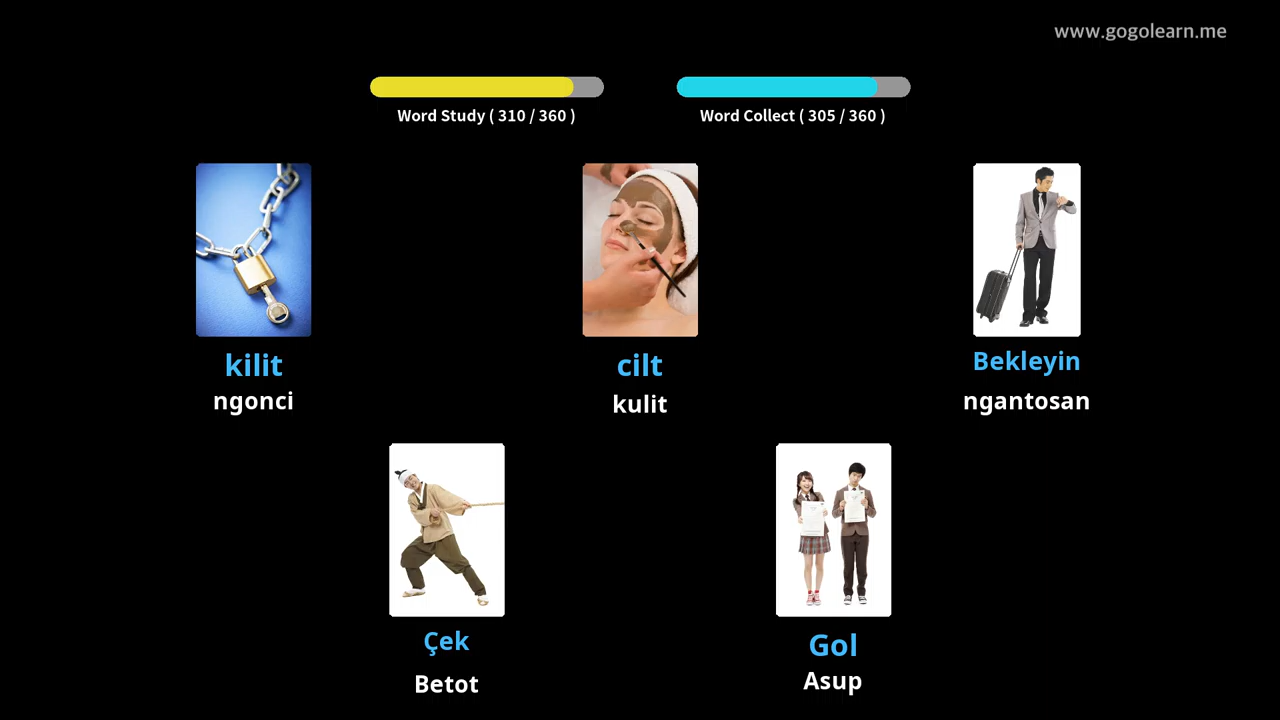 www.gogolearn.me
Word Study ( 310 / 360 )
Word Collect ( 305 / 360 )
kilit
ngonci
cilt
kulit
Bekleyin
ngantosan
Çek
Betot
Gol
Asup